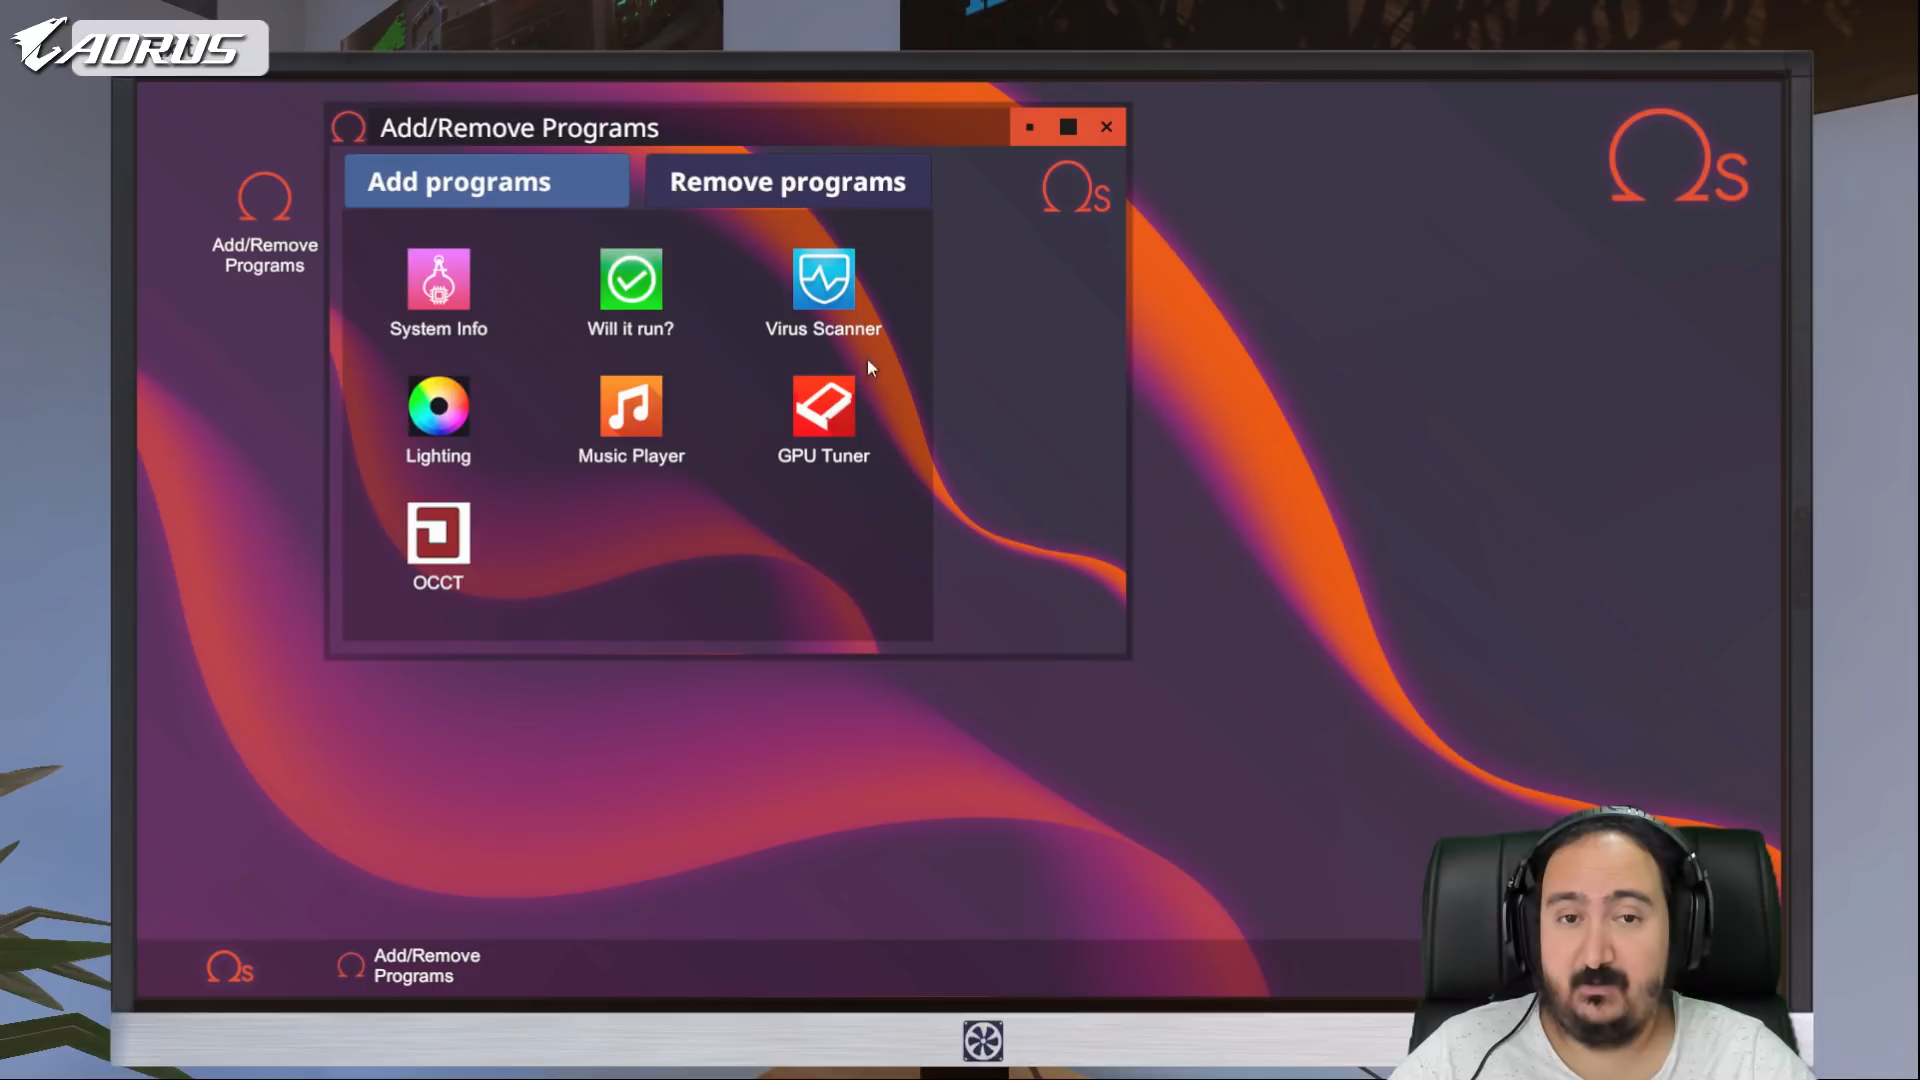 AORUS
Add/Remove Programs
Add programs
Remove programs
Ωs
Ωs
Add/Remove
Programs
System Info
Will it run?
Virus Scanner
Lighting
Music Player
GPU Tuner
OCCT
Ωs
Add/Remove
Programs